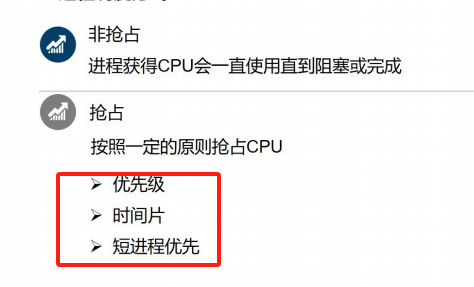 非抢占
进程获得CPU会一直使用直到阻塞或完成
抢占
按照一定的原则抢占CPU
➢ 优先级
➢ 时间片
➢ 短进程优先